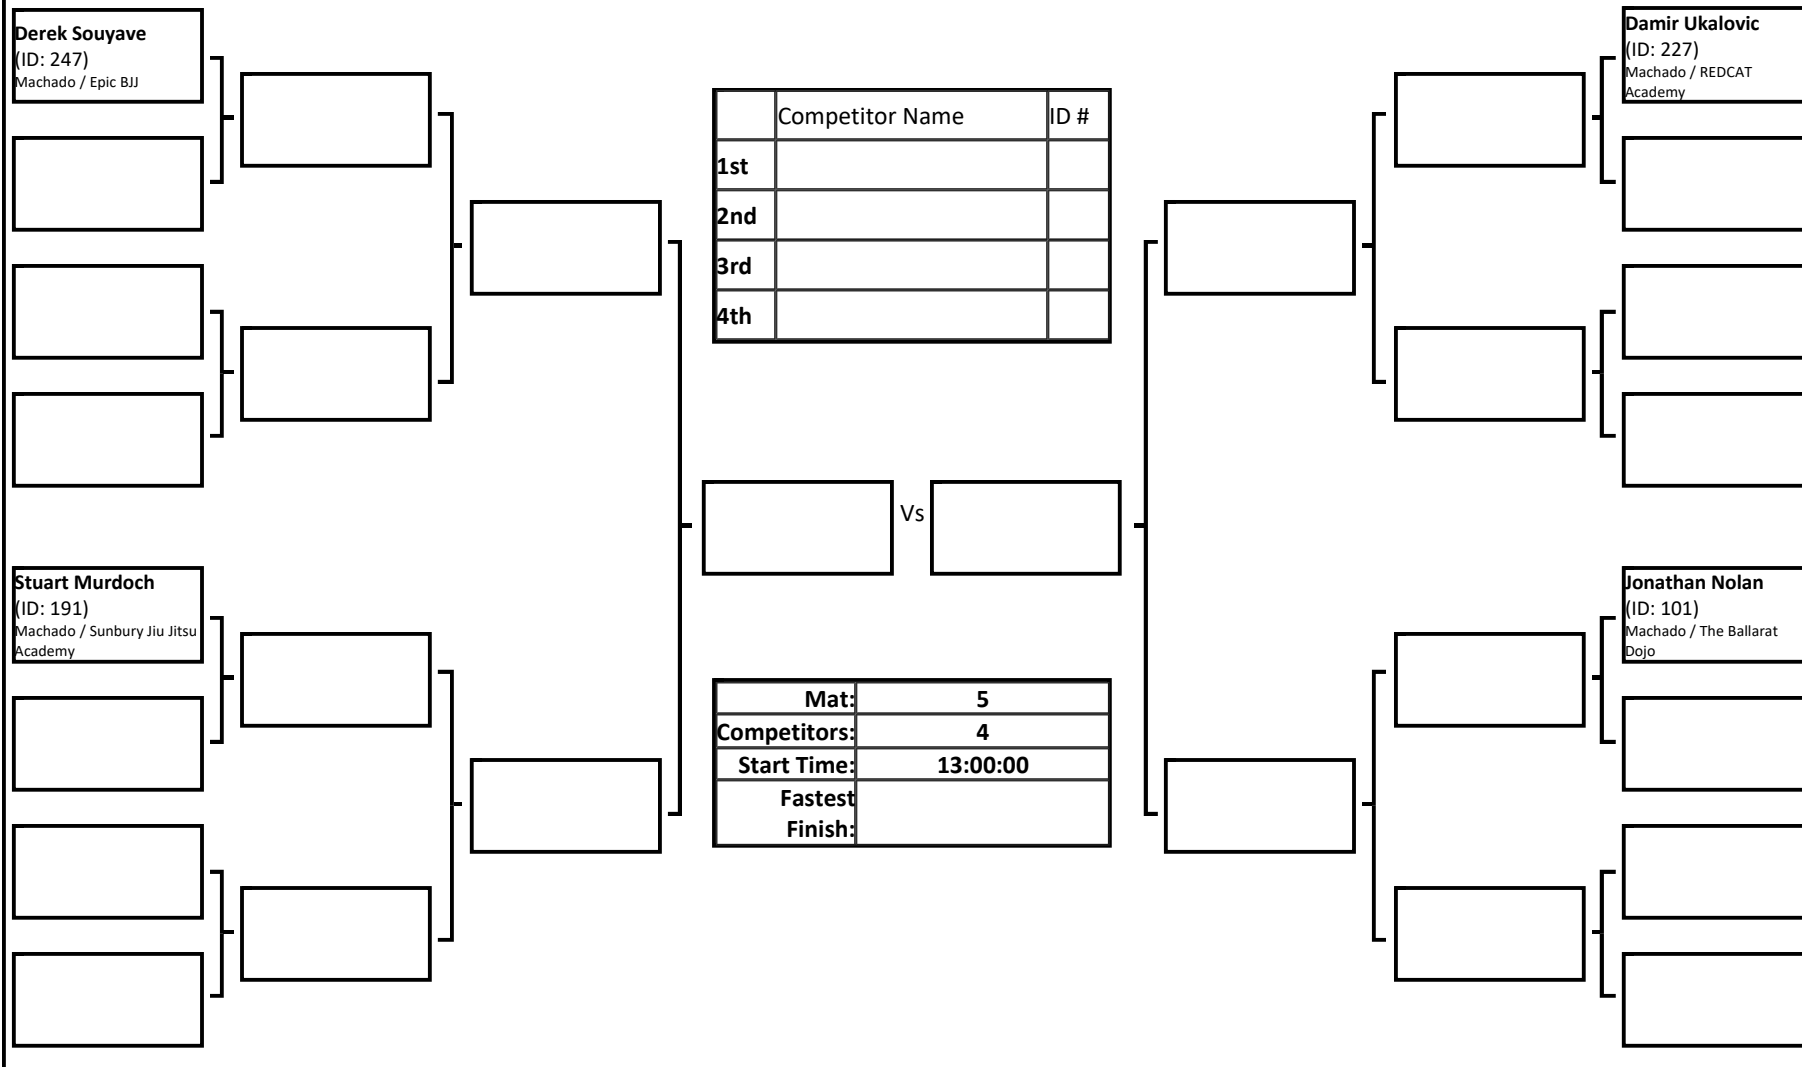 Derek Souyave
(ID: 247)
Machado / Epic BJJ
Stuart Murdoch
(ID: 191)
Machado / Sunbury Jiu Jitsu
Academy
Competitor Name ID #
1st
2nd
3rd
4th
Vs
Mat: 5
Competitors: 4
Start Time: 13:00:00
Fastest
Finish:
Damir Ukalovic
(ID: 227)
Machado / REDCAT
Academy
Jonathan Nolan
(ID: 101)
Machado / The Ballarat
Dojo